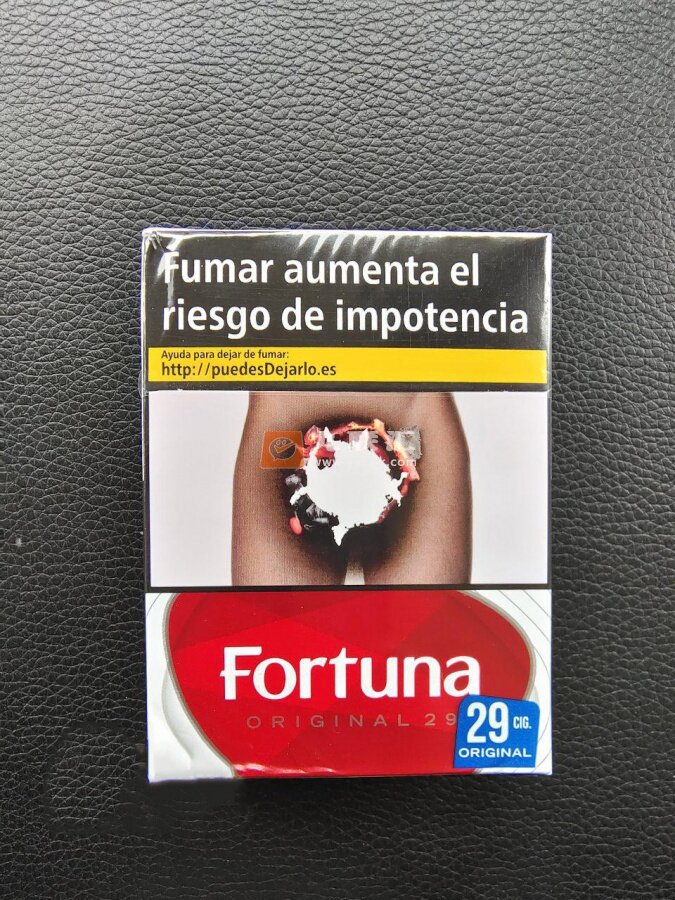 Fumar aumenta el
riesgo de impotencia
Ayuda para dejar de fumar:
http://puedesDejarlo.es
Fortuna
ORIGINAL 29
29 CIG.
ORIGINAL